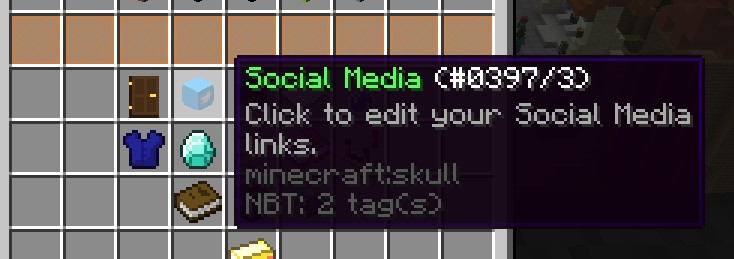 Social Media (#0397/3)
Click to edit your Social Media
links.
minecraft:skull
NBT: 2 tag(s)